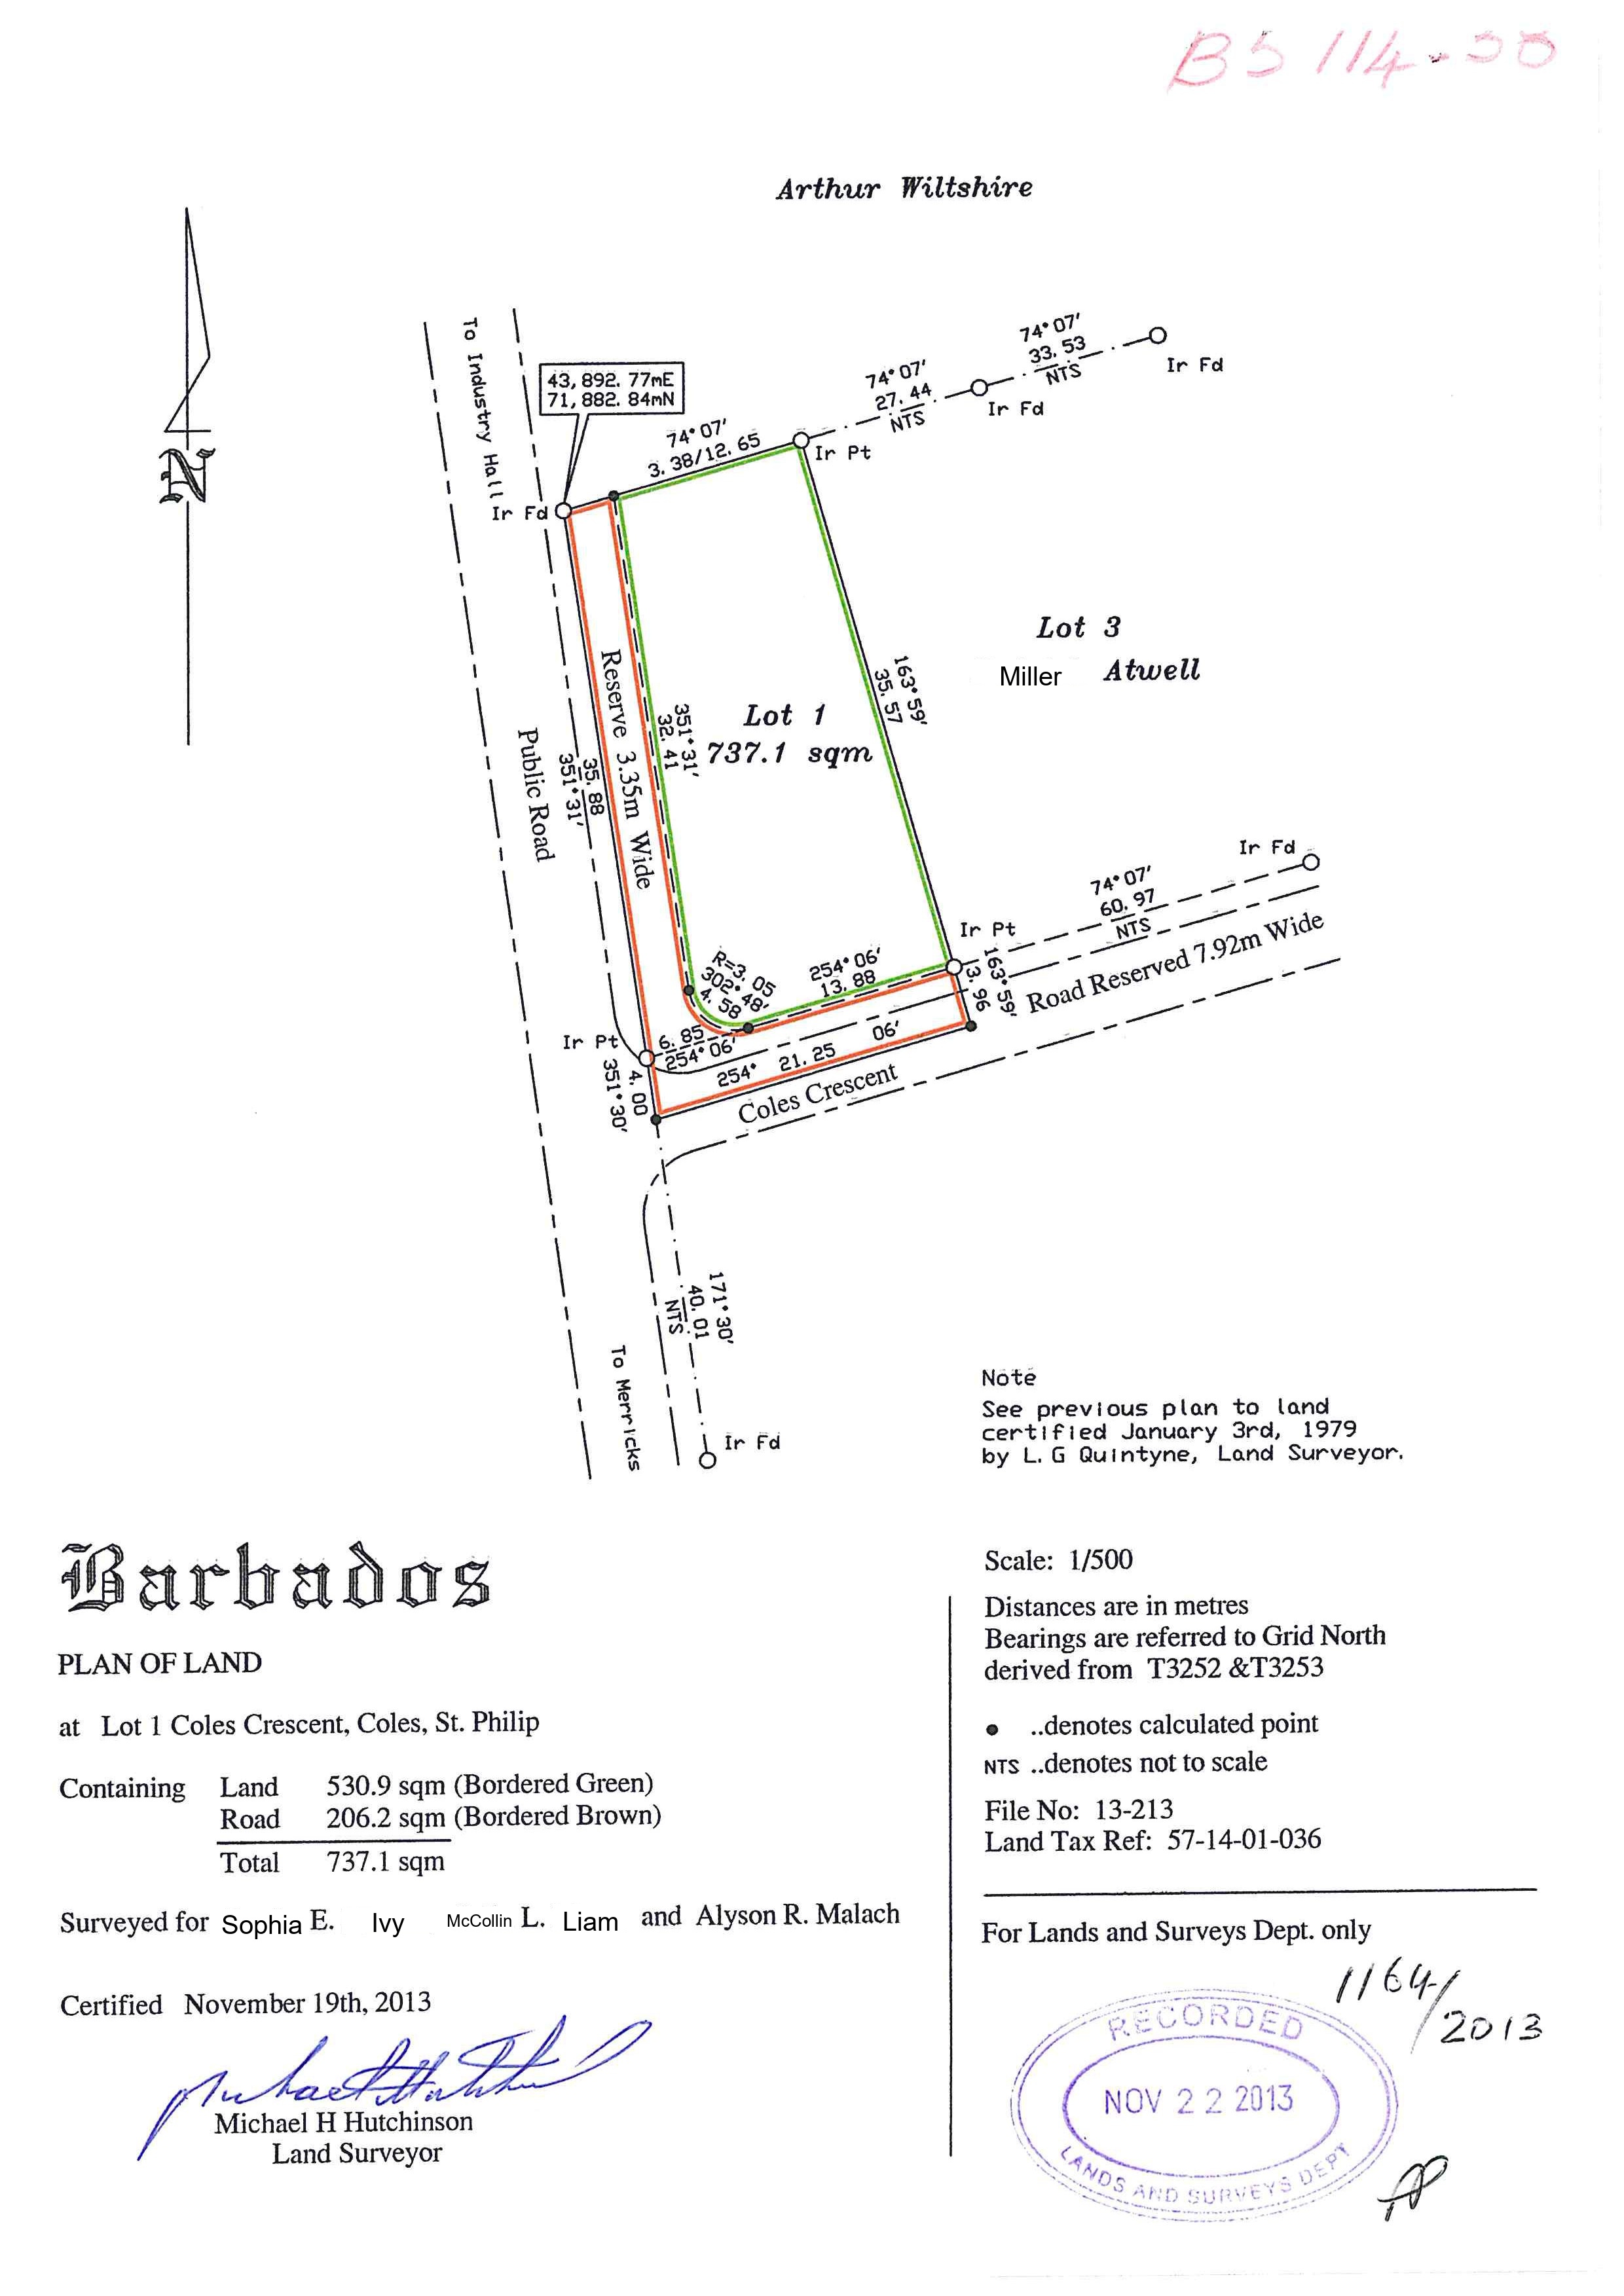 BS 114-30
Arthur Wiltshire
To Industry Hall
43,892.77mE
71,882.84mN
74°07'
3.38/12.65
74°07'
27.44
NTS
74°07'
33.53
NTS
Ir Fd
Ir Fd
Ir Pt
Ir Fd
Lot 3
Miller Atwell
163°59'
35.57
Lot 1
737.1 sqm
351°31'
32.41
Reserve 3.35m Wide
35.88
351°31'
Public Road
Ir Fd
74°07'
60.97
NTS
Ir Pt
Road Reserved 7.92m Wide
163°59'
3.96
254°06'
13.88
R=3.05
302°48'
4.58
Ir Pt
6.85
254°06'
254° 21.25 06'
Coles Crescent
4.00
351°30'
171°30'
40.01
NTS
To Merricks
Ir Fd
Note
See previous plan to land
certified January 3rd, 1979
by L.G Quintyne, Land Surveyor.
N
Barbados
PLAN OF LAND
at Lot 1 Coles Crescent, Coles, St. Philip
Containing Land 530.9 sqm (Bordered Green)
Road 206.2 sqm (Bordered Brown)
Total 737.1 sqm
Surveyed for Sophia E. Ivy McCollin L. Liam and Alyson R. Malach
Certified November 19th, 2013
Michael H Hutchinson
Land Surveyor
Scale: 1/500
Distances are in metres
Bearings are referred to Grid North
derived from T3252 &T3253
● ..denotes calculated point
NTS ..denotes not to scale
File No: 13-213
Land Tax Ref: 57-14-01-036
For Lands and Surveys Dept. only
1164/2013
RECORDED
NOV 22 2013
LANDS AND SURVEYS DEPT